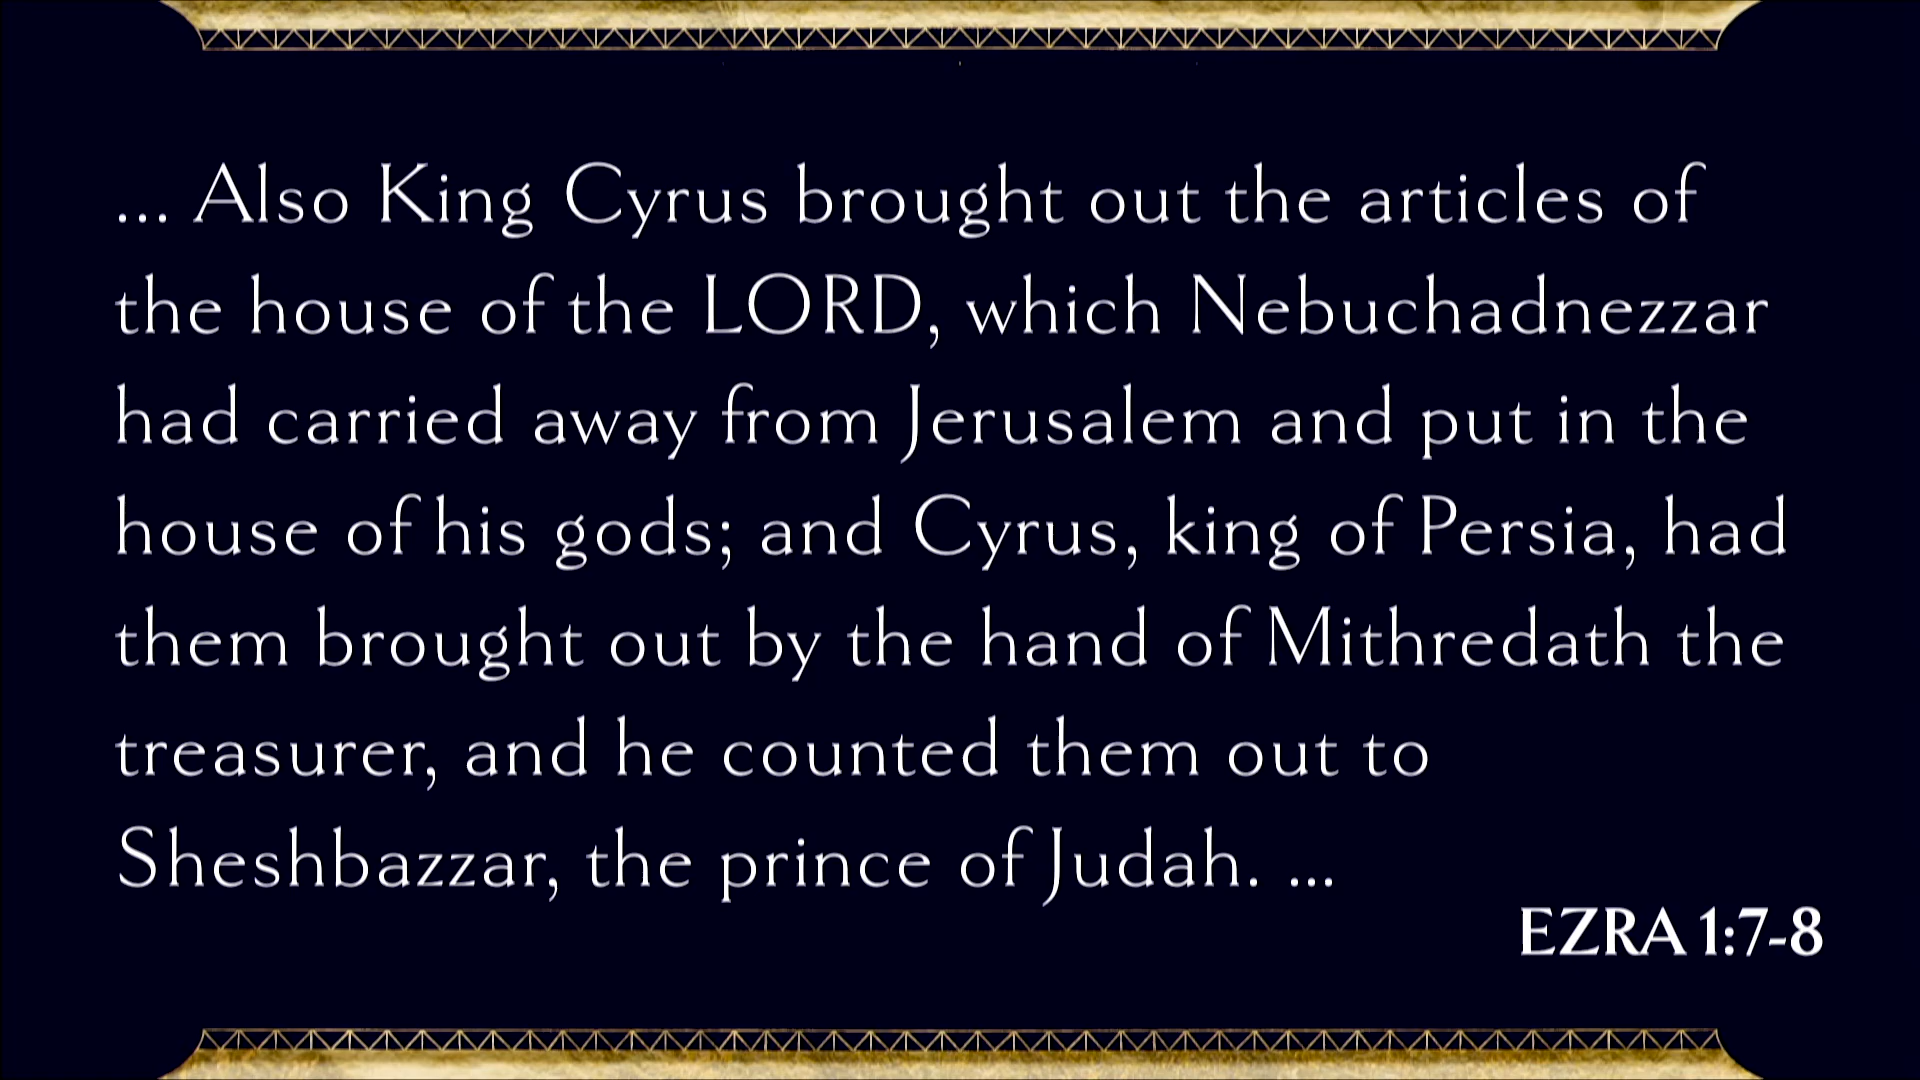 ... Also King Cyrus brought out the articles of
the house of the LORD, which Nebuchadnezzar
had carried away from Jerusalem and put in the
house of his gods; and Cyrus, king of Persia, had
them brought out by the hand of Mithredath the
treasurer, and he counted them out to
Sheshbazzar, the prince of Judah. ...
EZRA 1:7-8